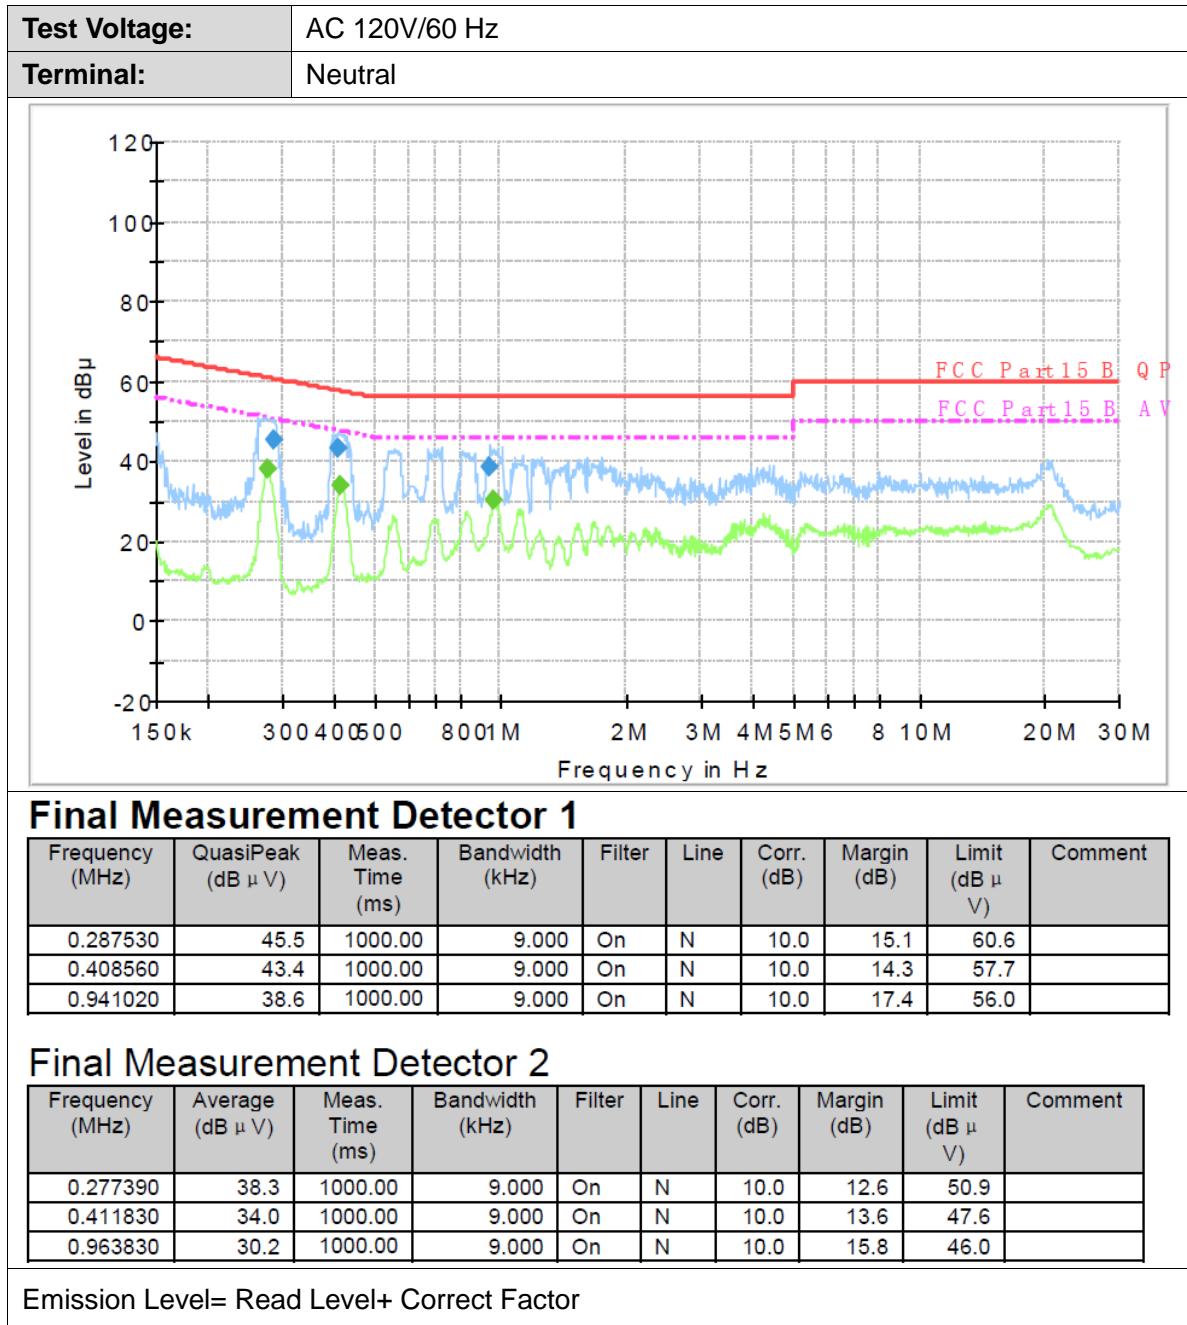 Test Voltage: AC 120V/60 Hz
Terminal: Neutral
120
100
80
60
40
20
0
-20
Level in dBµ
FCC Part15 B QP
FCC Part15 B AV
150k 300 400 500 800 1M 2M 3M 4M 5M 6 8 10M 20M 30M
Frequency in Hz
Final Measurement Detector 1
Frequency (MHz) QuasiPeak (dB µ V) Meas. Time (ms) Bandwidth (kHz) Filter Line Corr. (dB) Margin (dB) Limit (dB µ V) Comment
0.287530 45.5 1000.00 9.000 On N 10.0 15.1 60.6
0.408560 43.4 1000.00 9.000 On N 10.0 14.3 57.7
0.941020 38.6 1000.00 9.000 On N 10.0 17.4 56.0
Final Measurement Detector 2
Frequency (MHz) Average (dB µ V) Meas. Time (ms) Bandwidth (kHz) Filter Line Corr. (dB) Margin (dB) Limit (dB µ V) Comment
0.277390 38.3 1000.00 9.000 On N 10.0 12.6 50.9
0.411830 34.0 1000.00 9.000 On N 10.0 13.6 47.6
0.963830 30.2 1000.00 9.000 On N 10.0 15.8 46.0
Emission Level= Read Level+ Correct Factor